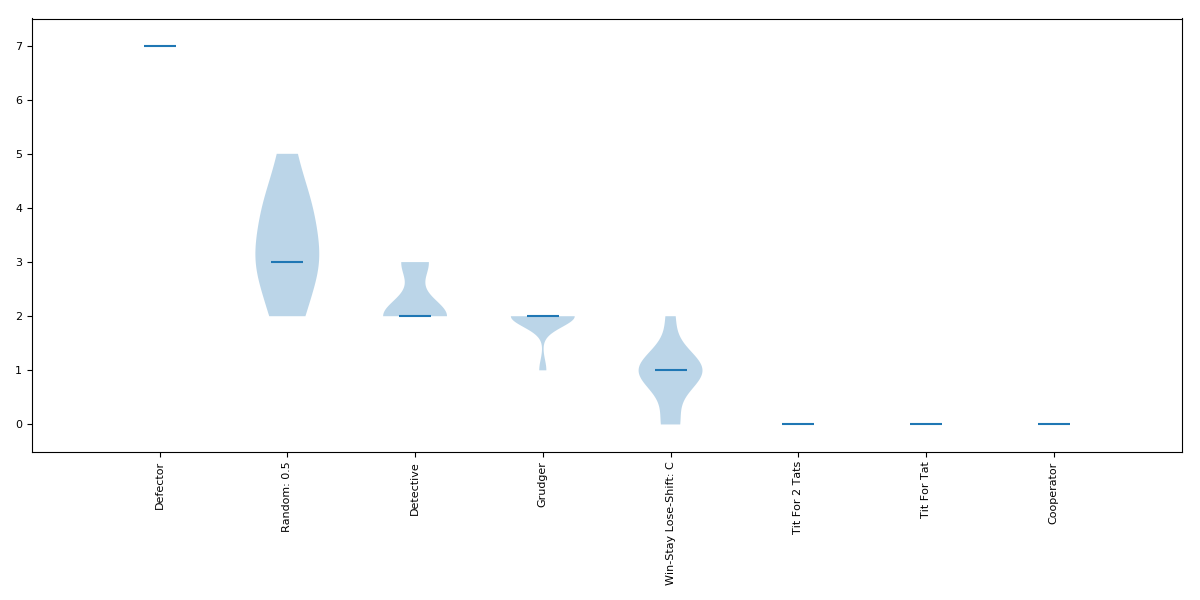 7
6
5
4
3
2
1
0
Defector
Random: 0.5
Detective
Grudger
Win-Stay Lose-Shift: C
Tit For 2 Tats
Tit For Tat
Cooperator